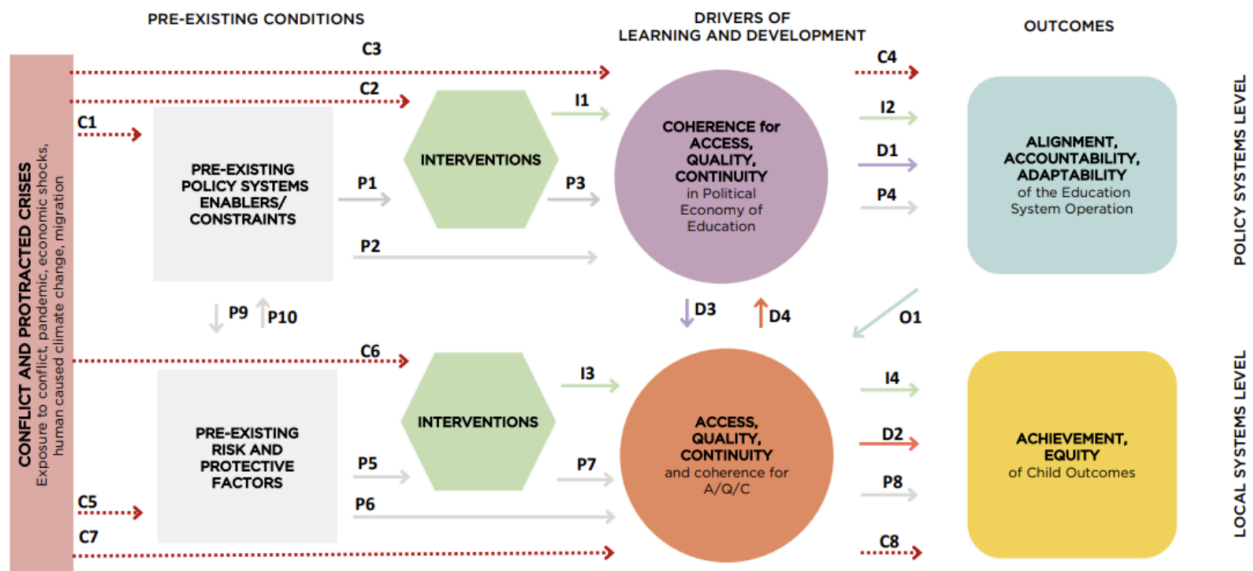 PRE-EXISTING CONDITIONS
DRIVERS OF
LEARNING AND DEVELOPMENT
OUTCOMES
CONFLICT AND PROTRACTED CRISES
Exposure to conflict, pandemic, economic shocks,
human caused climate change, migration
C3
C2
C1
C4
I1
I2
D1
P1
P3
P4
P2
PRE-EXISTING
POLICY SYSTEMS
ENABLERS/
CONSTRAINTS
INTERVENTIONS
COHERENCE for
ACCESS,
QUALITY,
CONTINUITY
in Political
Economy of
Education
ALIGNMENT,
ACCOUNTABILITY,
ADAPTABILITY
of the Education
System Operation
POLICY SYSTEMS LEVEL
P9
P10
D3
D4
O1
C6
I3
I4
D2
P5
P7
P8
P6
C5
C7
C8
PRE-EXISTING
RISK AND
PROTECTIVE
FACTORS
INTERVENTIONS
ACCESS,
QUALITY,
CONTINUITY
and coherence for
A/Q/C
ACHIEVEMENT,
EQUITY
of Child Outcomes
LOCAL SYSTEMS LEVEL